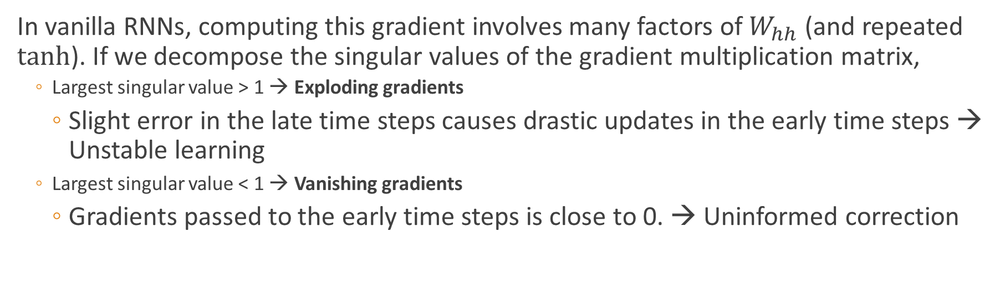 In vanilla RNNs, computing this gradient involves many factors of W_hh (and repeated
tanh). If we decompose the singular values of the gradient multiplication matrix,
◦ Largest singular value > 1 → Exploding gradients
◦ Slight error in the late time steps causes drastic updates in the early time steps →
Unstable learning
◦ Largest singular value < 1 → Vanishing gradients
◦ Gradients passed to the early time steps is close to 0. → Uninformed correction